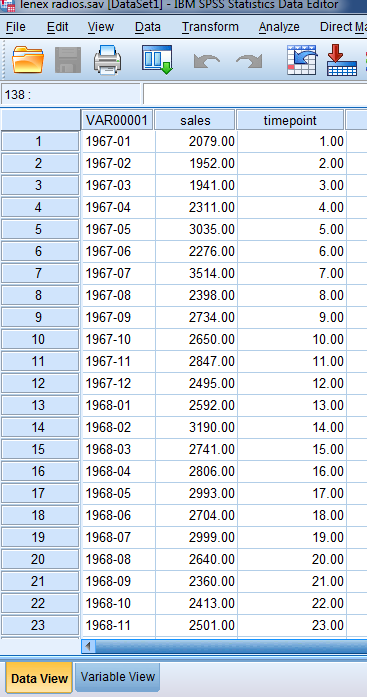 lenex radios.sav [DataSet1] - IBM SPSS Statistics Data Editor
File Edit View Data Transform Analyze Direct Ma
138 :
VAR00001 sales timepoint
1 1967-01 2079.00 1.00
2 1967-02 1952.00 2.00
3 1967-03 1941.00 3.00
4 1967-04 2311.00 4.00
5 1967-05 3035.00 5.00
6 1967-06 2276.00 6.00
7 1967-07 3514.00 7.00
8 1967-08 2398.00 8.00
9 1967-09 2734.00 9.00
10 1967-10 2650.00 10.00
11 1967-11 2847.00 11.00
12 1967-12 2495.00 12.00
13 1968-01 2592.00 13.00
14 1968-02 3190.00 14.00
15 1968-03 2741.00 15.00
16 1968-04 2806.00 16.00
17 1968-05 2993.00 17.00
18 1968-06 2704.00 18.00
19 1968-07 2999.00 19.00
20 1968-08 2640.00 20.00
21 1968-09 2360.00 21.00
22 1968-10 2413.00 22.00
23 1968-11 2501.00 23.00
Data View Variable View